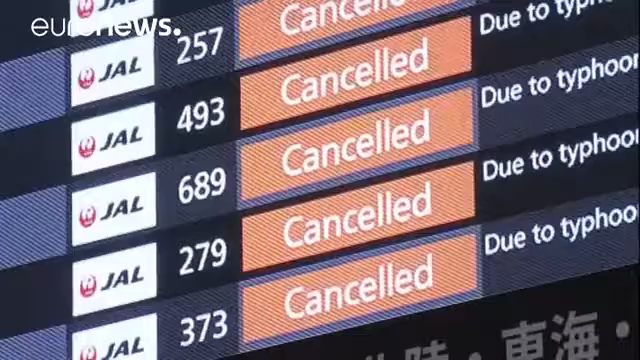 euronews.
Cancelled
JAL 257 Cancelled Due to typhoon
JAL 493 Cancelled Due to typhoon
JAL 689 Cancelled Due to typhoon
JAL 279 Cancelled Due to typhoon
JAL 373
陸・東海・